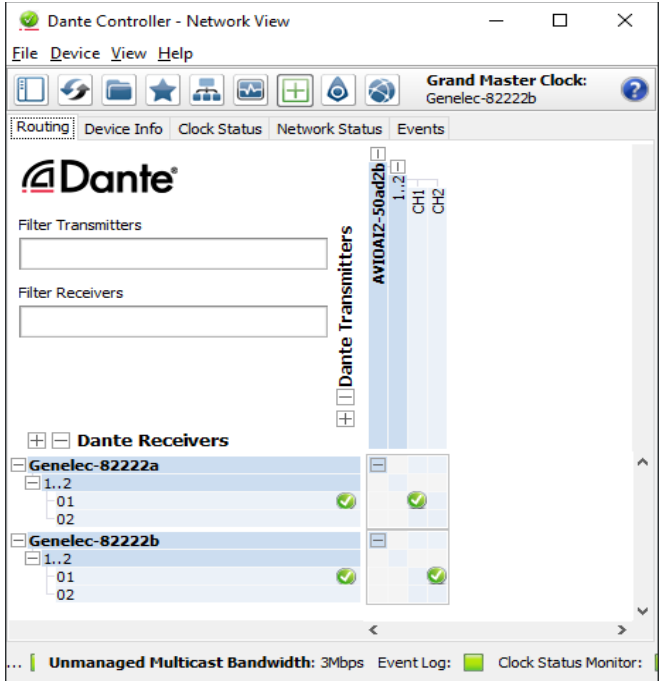 Dante Controller - Network View
File Device View Help
Grand Master Clock:
Genelec-82222b
Routing Device Info Clock Status Network Status Events
Dante®
Filter Transmitters
Filter Receivers
Dante Transmitters
AVIOAI2-50ad2b
1..2
CH1
CH2
Dante Receivers
Genelec-82222a
1..2
01
02
Genelec-82222b
1..2
01
02
... Unmanaged Multicast Bandwidth: 3Mbps Event Log: Clock Status Monitor: